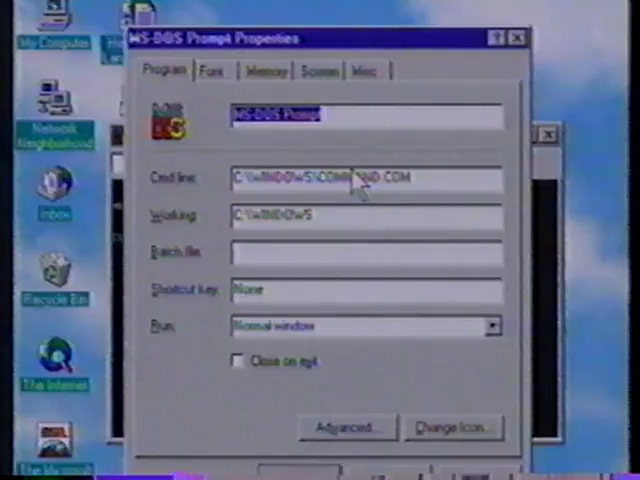 My Computer
MS-DOS Prompt Properties
Program Font Memory Screen Misc
MS-DOS Prompt
Network Neighborhood
Cmd line: C:\WINDOWS\COMMAND.COM
Inbox
Working: C:\WINDOWS
Batch file:
Recycle Bin
Shortcut key: None
Run: Normal window
The Internet
Close on exit
Advanced... Change Icon...